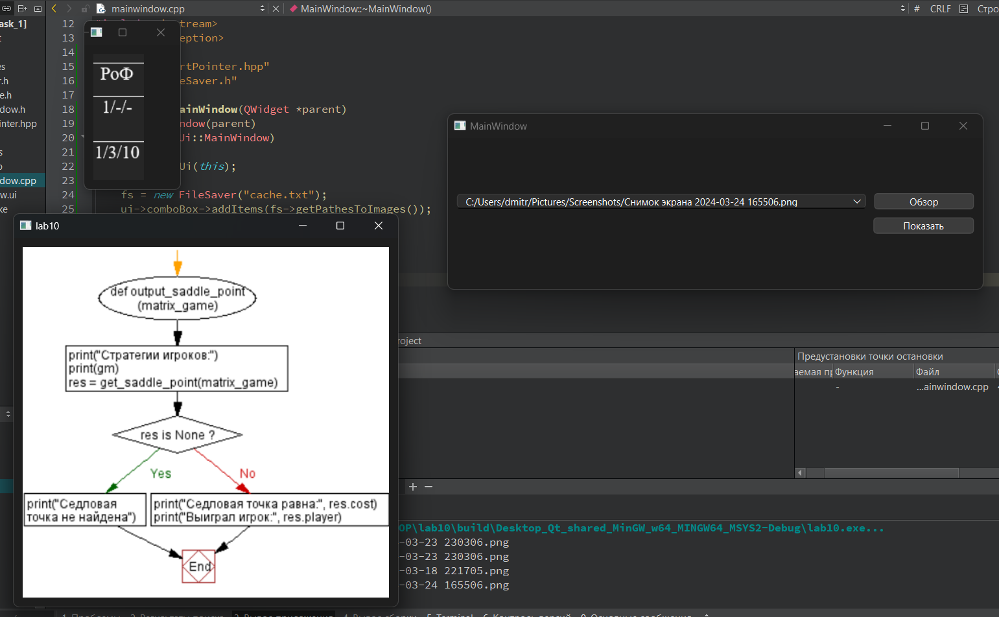 mainwindow.cpp
MainWindow::~MainWindow()
#
CRLF
ask_1]
er.h
e.h
dow.h
inter.hpp
dow.cpp
w.ui
ke
12 tream>
13 eption>
14
15 rtPointer.hpp"
16 eSaver.h"
17
18 ainWindow(QWidget *parent)
19 ndow(parent)
20 Ui::MainWindow)
21
22 Ui(this);
23
24 fs = new FileSaver("cache.txt");
25 ui->comboBox->addItems(fs->getPathesToImages());
РоФ
1/-/-
1/3/10
MainWindow
C:/Users/dmitr/Pictures/Screenshots/Снимок экрана 2024-03-24 165506.png
Обзор
Показать
lab10
def output_saddle_point
(matrix_game)
print("Стратегии игроков:")
print(gm)
res = get_saddle_point(matrix_game)
res is None ?
Yes
No
print("Седловая
точка не найдена")
print("Седловая точка равна:", res.cost)
print("Выиграл игрок:", res.player)
End
roject
Предустановки точки остановки
аемая пр
Функция
Файл
-
...ainwindow.cpp
OP\lab10\build\Desktop_Qt_shared_MinGW_w64_MINGW64_MSYS2-Debug\lab10.exe...
-03-23 230306.png
-03-23 230306.png
-03-18 221705.png
-03-24 165506.png